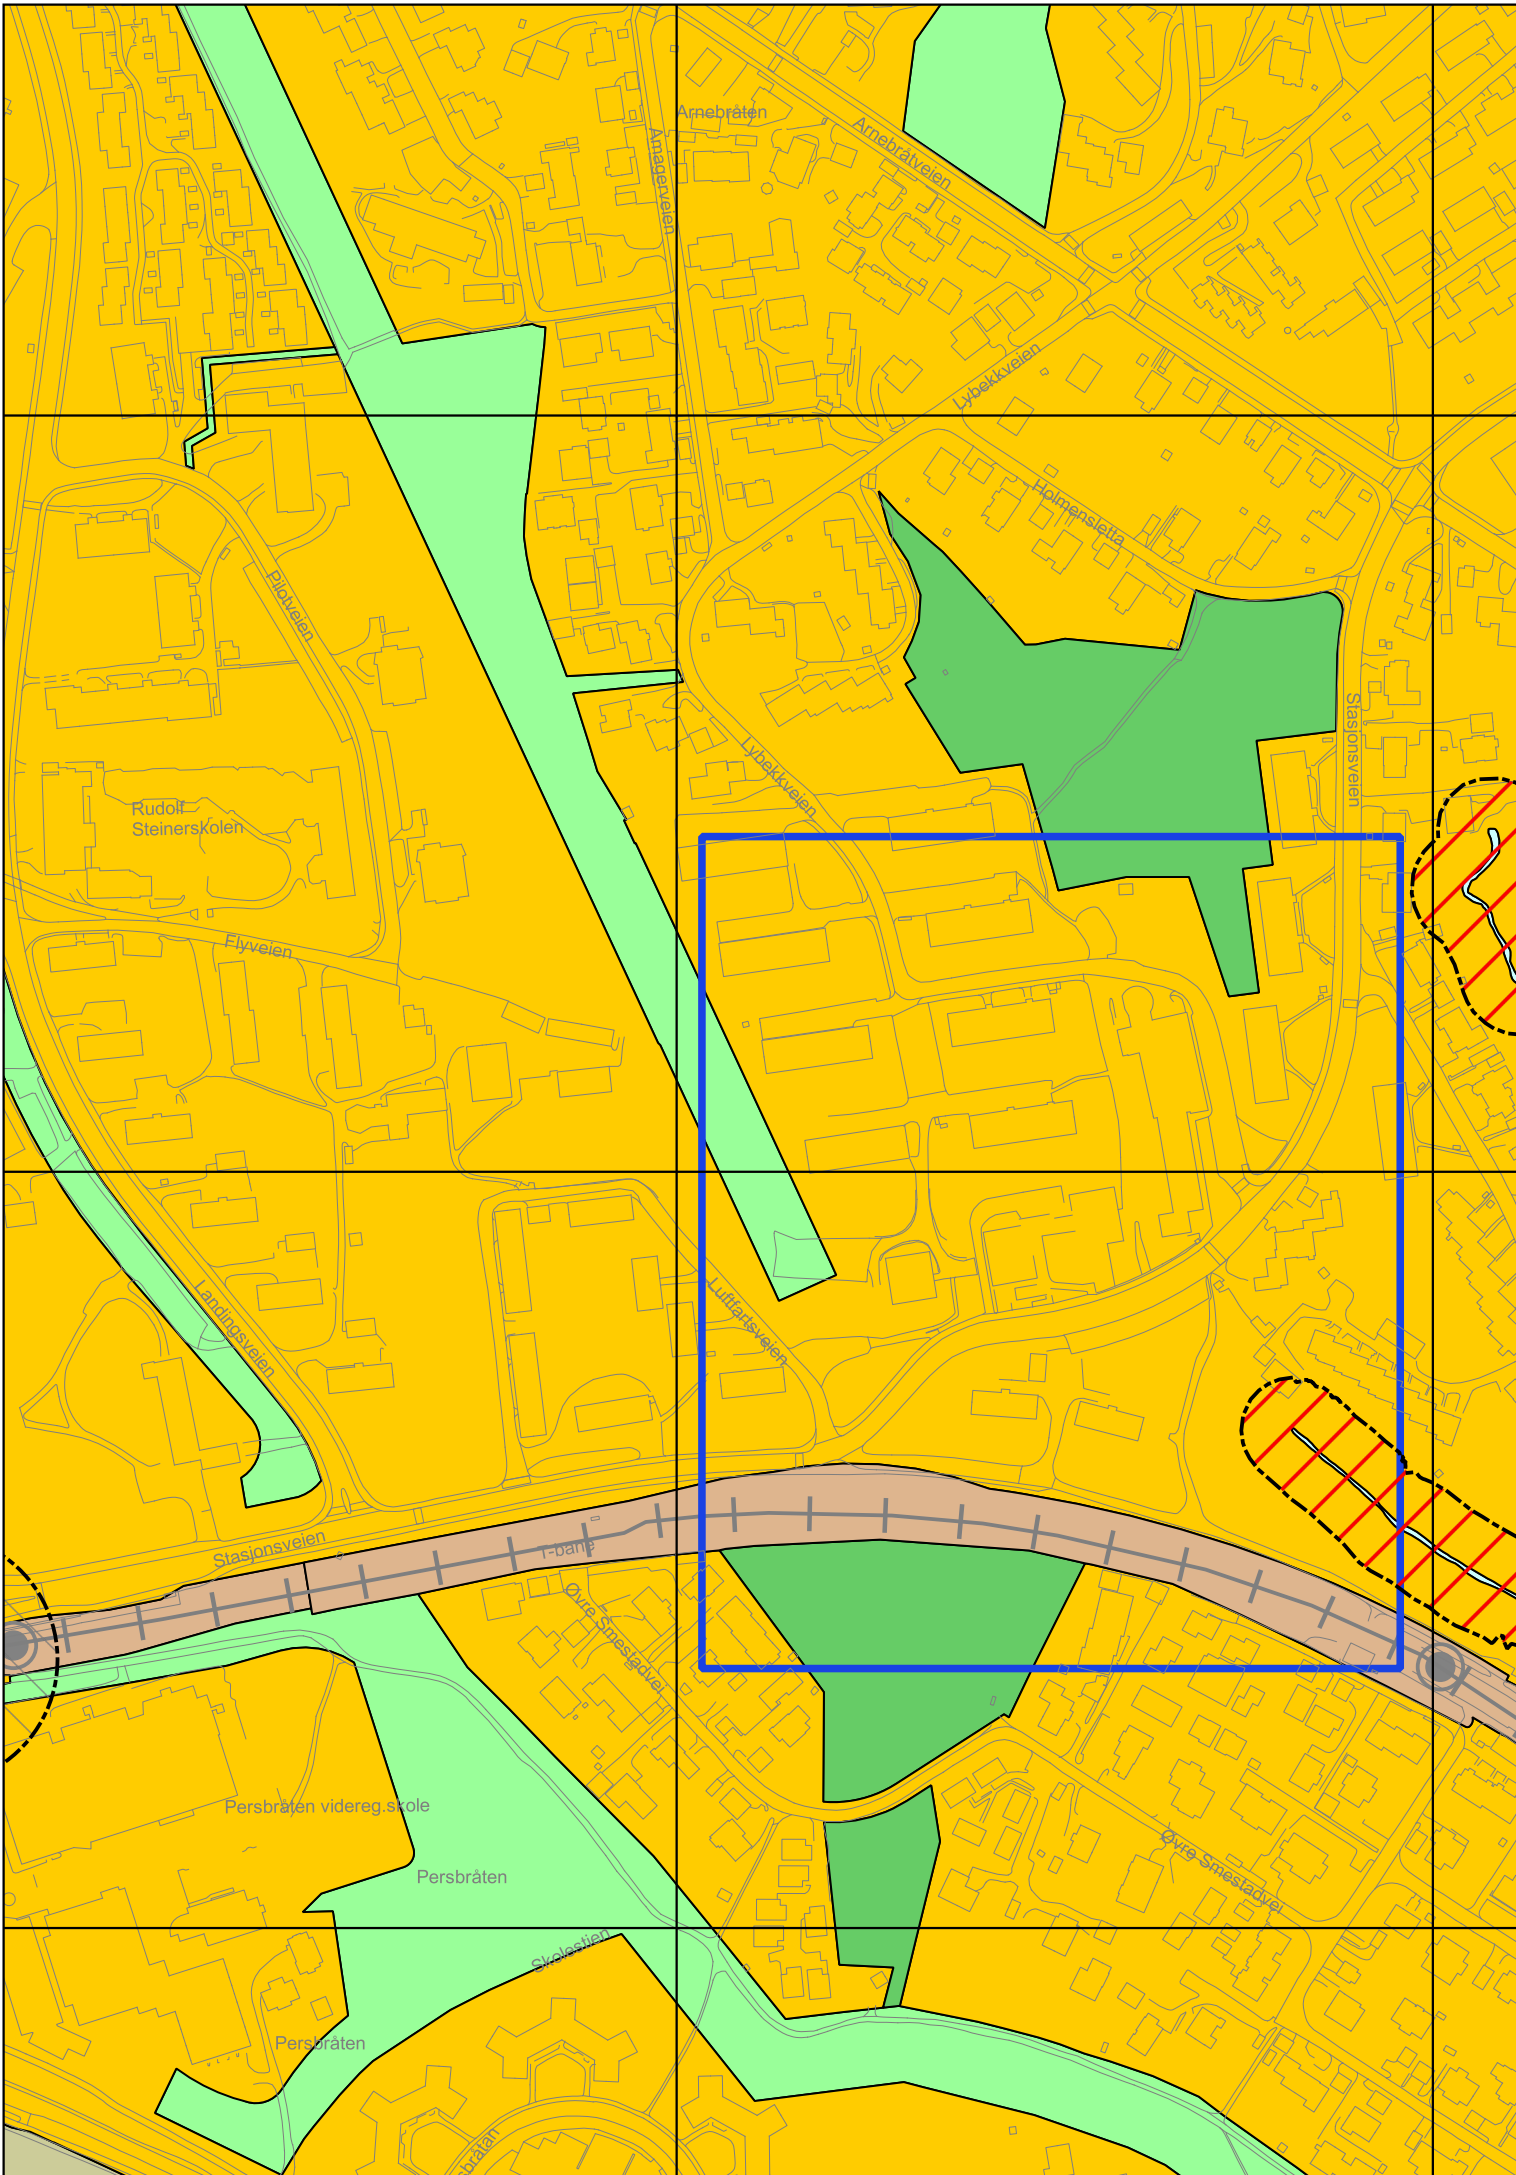 Arnebråten
Arnebråtveien
Amagerveien
Lybekkveien
Holmensletta
Pilotveien
Stasjonsveien
Lybekkveien
Rudolf
Steinerskolen
Flyveien
Landingsveien
Luftfartsveien
Stasjonsveien
T-bane
Øvre Smestadvei
Persbråten videreg.skole
Øvre Smestadvei
Persbråten
Skolestien
Persbråten
sbråtan